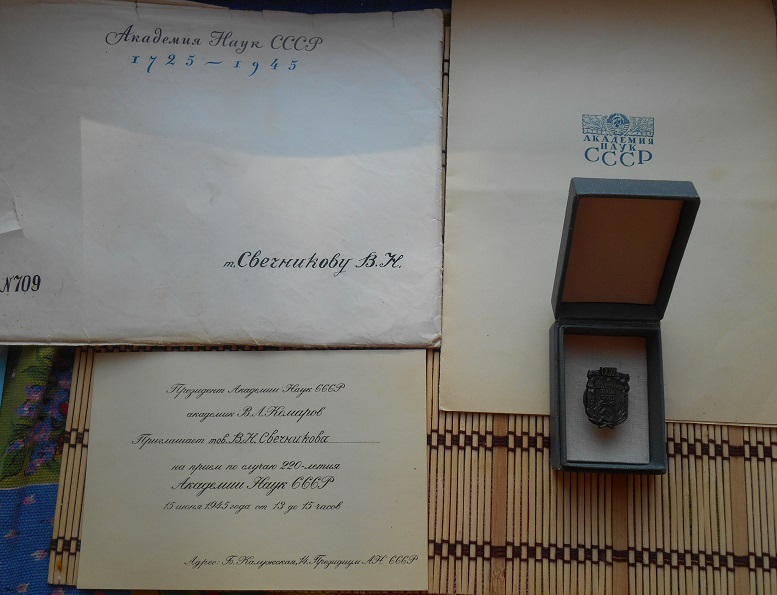 Академия Наук СССР
1725-1945
т. Свечникову В.Н.
N709
АКАДЕМИЯ
НАУК
СССР
Президент Академии Наук СССР
академик В.Л.Комаров
Приглашает тов. В.Н.Свечникова
на прием по случаю 220-летия
Академии Наук СССР
15 июня 1945 года от 13 до 15 часов
Адрес: Б. Калужская, 14. Президиум АН СССР